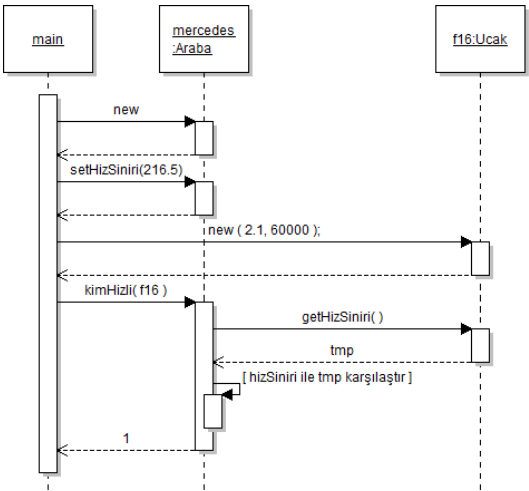 main
mercedes
:Araba
f16:Ucak
new
setHizSiniri(216.5)
new ( 2.1, 60000 );
kimHizli( f16 )
getHizSiniri( )
tmp
[ hizSiniri ile tmp karşılaştır ]
1